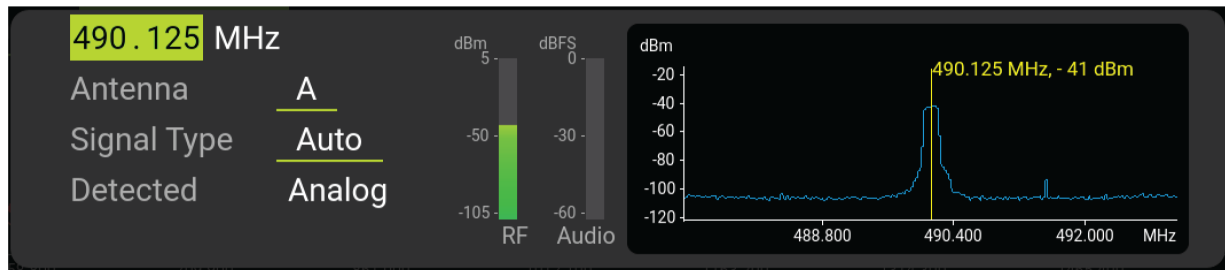 490.125 MHz
Antenna A
Signal Type Auto
Detected Analog
dBm
5
-50
-105
RF
dBFS
0
-30
-60
Audio
dBm
490.125 MHz, - 41 dBm
-20
-40
-60
-80
-100
-120
488.800 490.400 492.000 MHz